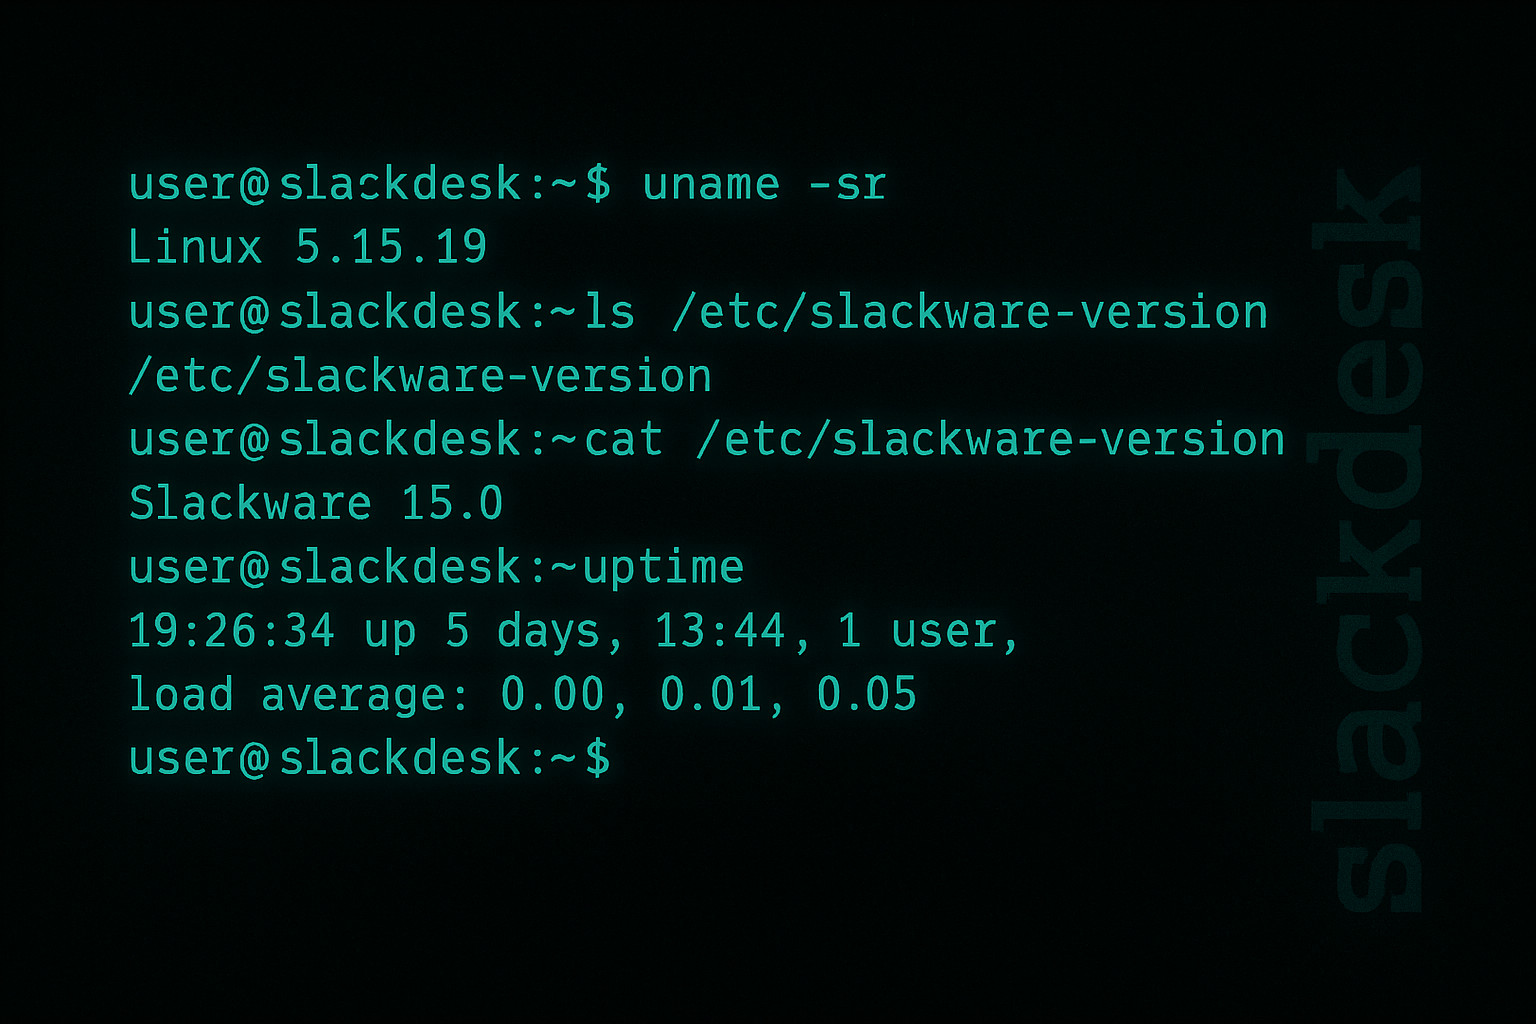 user@slackdesk:~$ uname -sr
Linux 5.15.19
user@slackdesk:~ls /etc/slackware-version
/etc/slackware-version
user@slackdesk:~cat /etc/slackware-version
Slackware 15.0
user@slackdesk:~uptime
19:26:34 up 5 days, 13:44, 1 user,
load average: 0.00, 0.01, 0.05
user@slackdesk:~$
slackdesk